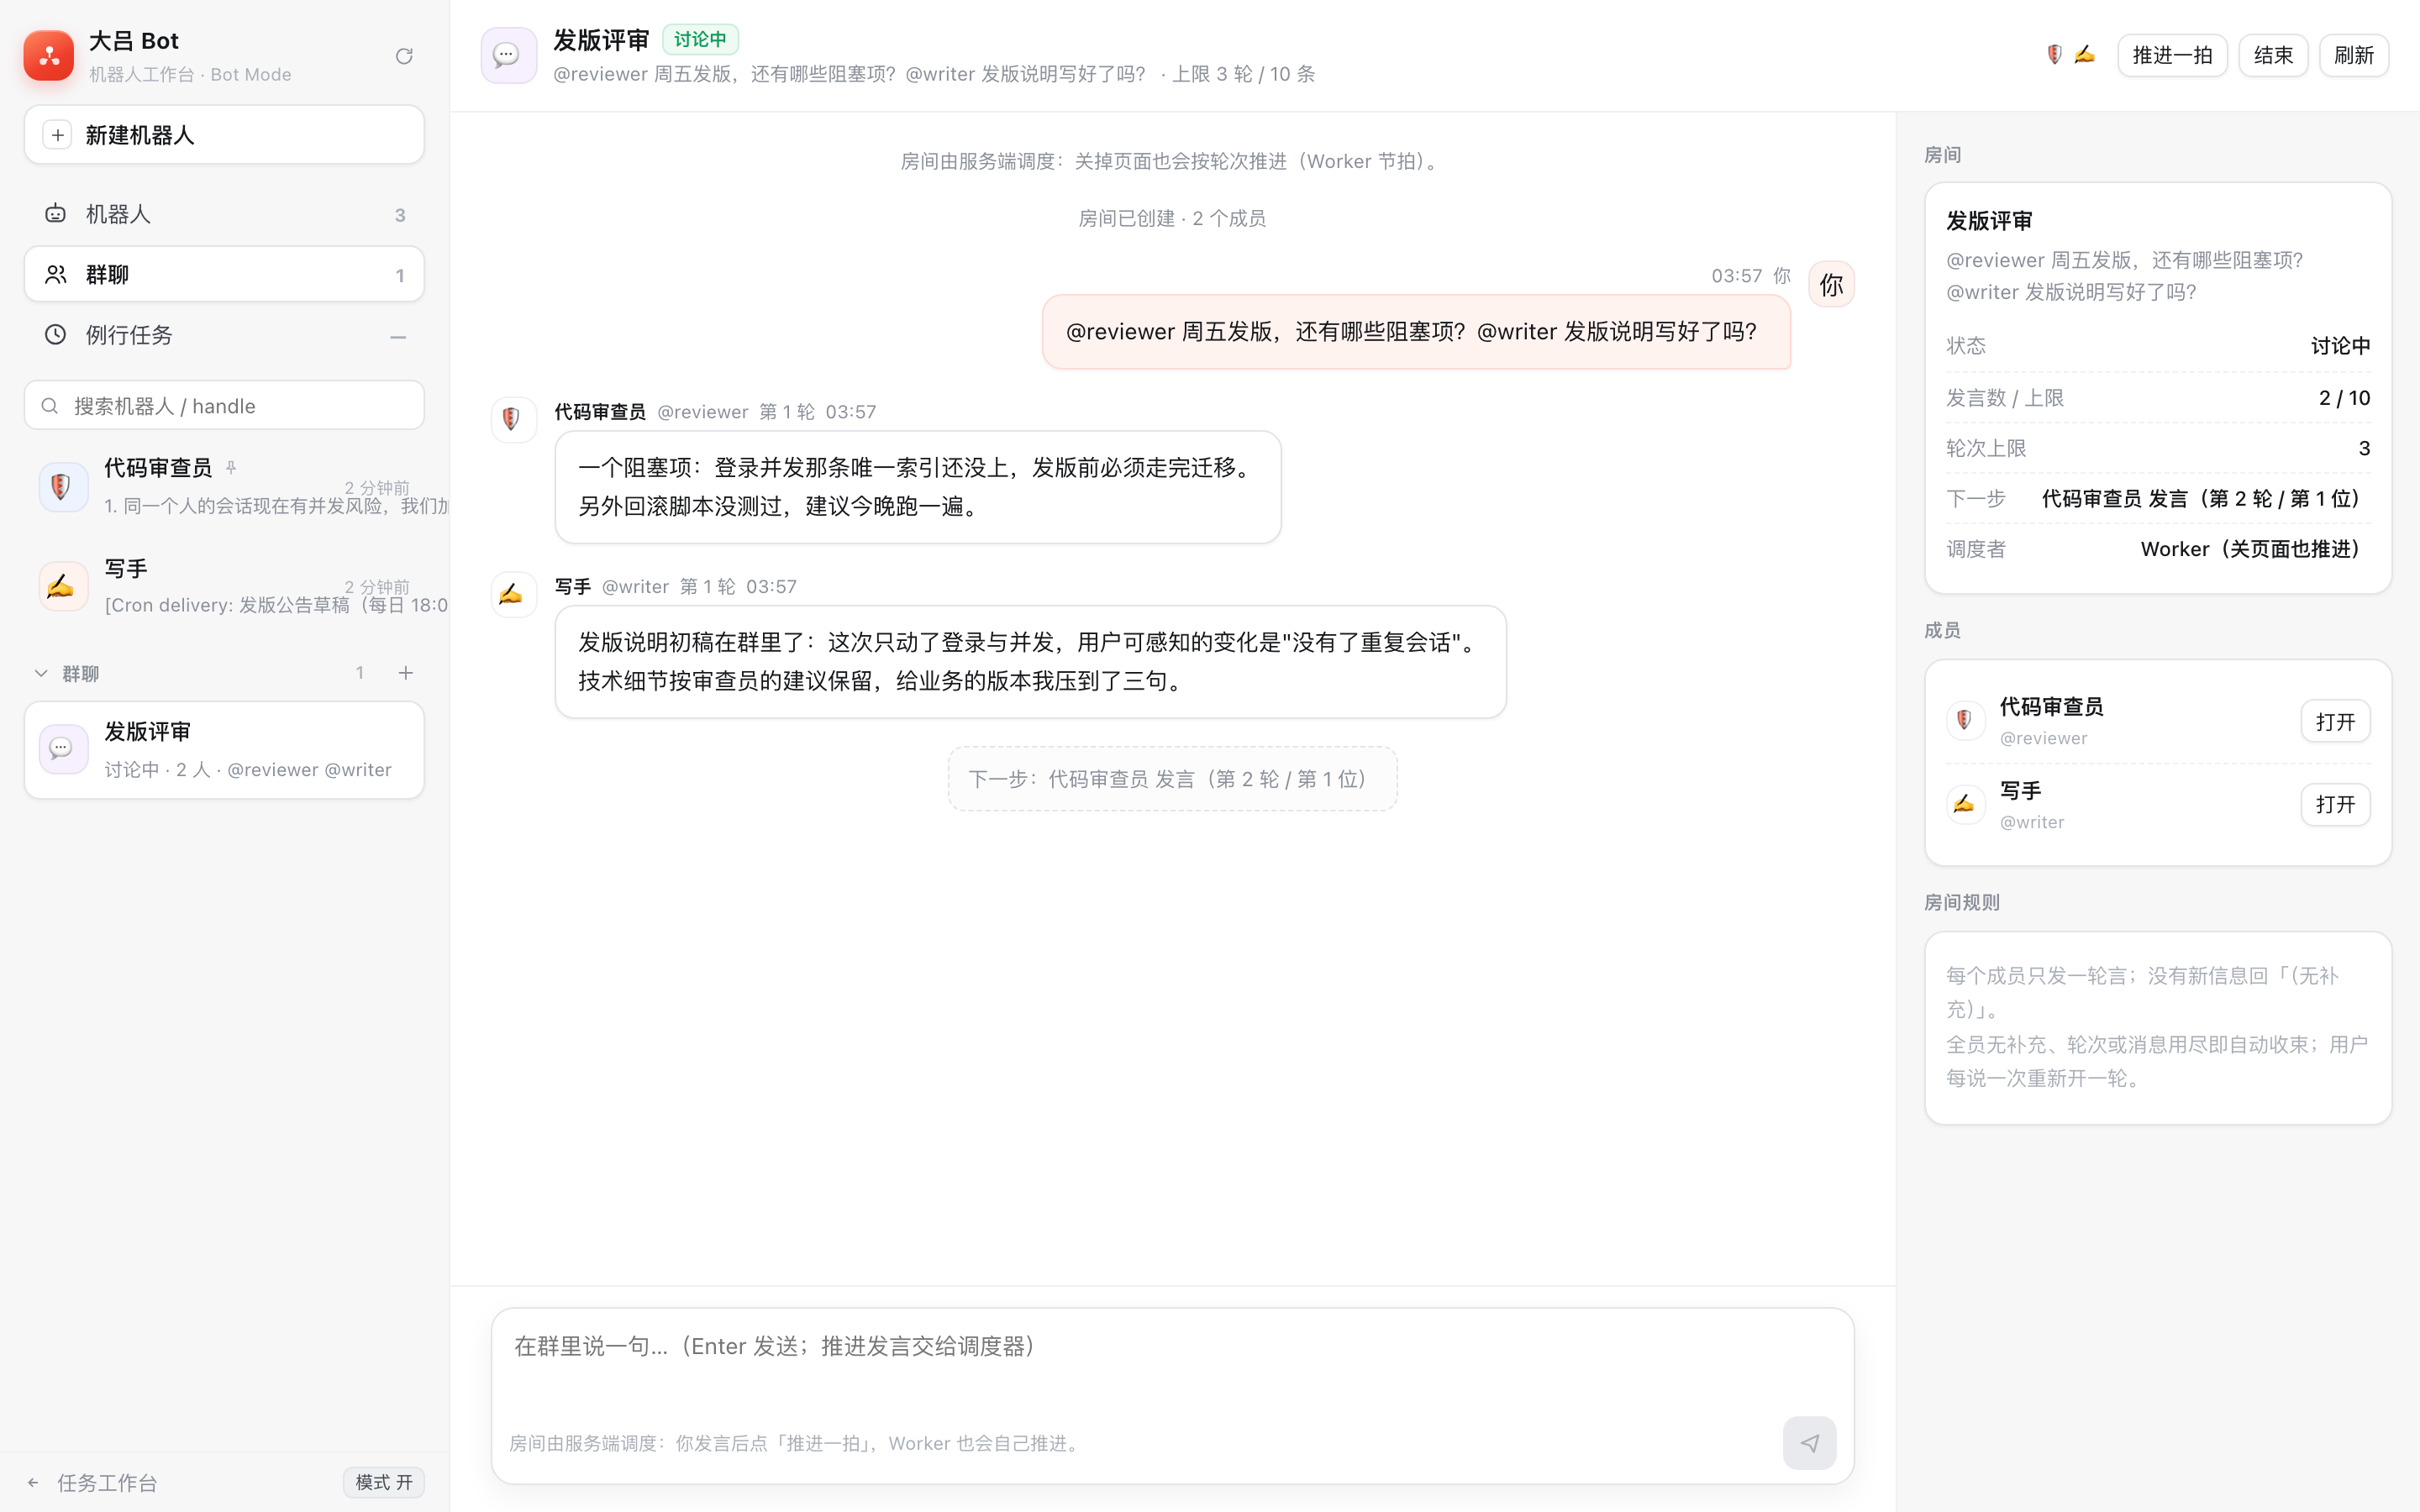 大吕 Bot
机器人工作台 · Bot Mode
新建机器人
机器人 3
群聊 1
例行任务 —
搜索机器人 / handle
代码审查员
2 分钟前
1. 同一个人的会话现在有并发风险，我们加
写手
2 分钟前
[Cron delivery: 发版公告草稿（每日 18:0
群聊 1
发版评审
讨论中 · 2 人 · @reviewer @writer
任务工作台
模式 开
发版评审 讨论中
@reviewer 周五发版，还有哪些阻塞项？@writer 发版说明写好了吗？ · 上限 3 轮 / 10 条
推进一拍 结束 刷新
房间由服务端调度：关掉页面也会按轮次推进（Worker 节拍）。
房间已创建 · 2 个成员
03:57 你
你
@reviewer 周五发版，还有哪些阻塞项？@writer 发版说明写好了吗？
代码审查员 @reviewer 第 1 轮 03:57
一个阻塞项：登录并发那条唯一索引还没上，发版前必须走完迁移。
另外回滚脚本没测过，建议今晚跑一遍。
写手 @writer 第 1 轮 03:57
发版说明初稿在群里了：这次只动了登录与并发，用户可感知的变化是"没有了重复会话"。
技术细节按审查员的建议保留，给业务的版本我压到了三句。
下一步：代码审查员 发言（第 2 轮 / 第 1 位）
在群里说一句...（Enter 发送；推进发言交给调度器）
房间由服务端调度：你发言后点「推进一拍」，Worker 也会自己推进。
房间
发版评审
@reviewer 周五发版，还有哪些阻塞项？
@writer 发版说明写好了吗？
状态 讨论中
发言数 / 上限 2 / 10
轮次上限 3
下一步 代码审查员 发言（第 2 轮 / 第 1 位）
调度者 Worker（关页面也推进）
成员
代码审查员
@reviewer
打开
写手
@writer
打开
房间规则
每个成员只发一轮言；没有新信息回「（无补
充）」。
全员无补充、轮次或消息用尽即自动收束；用户
每说一次重新开一轮。